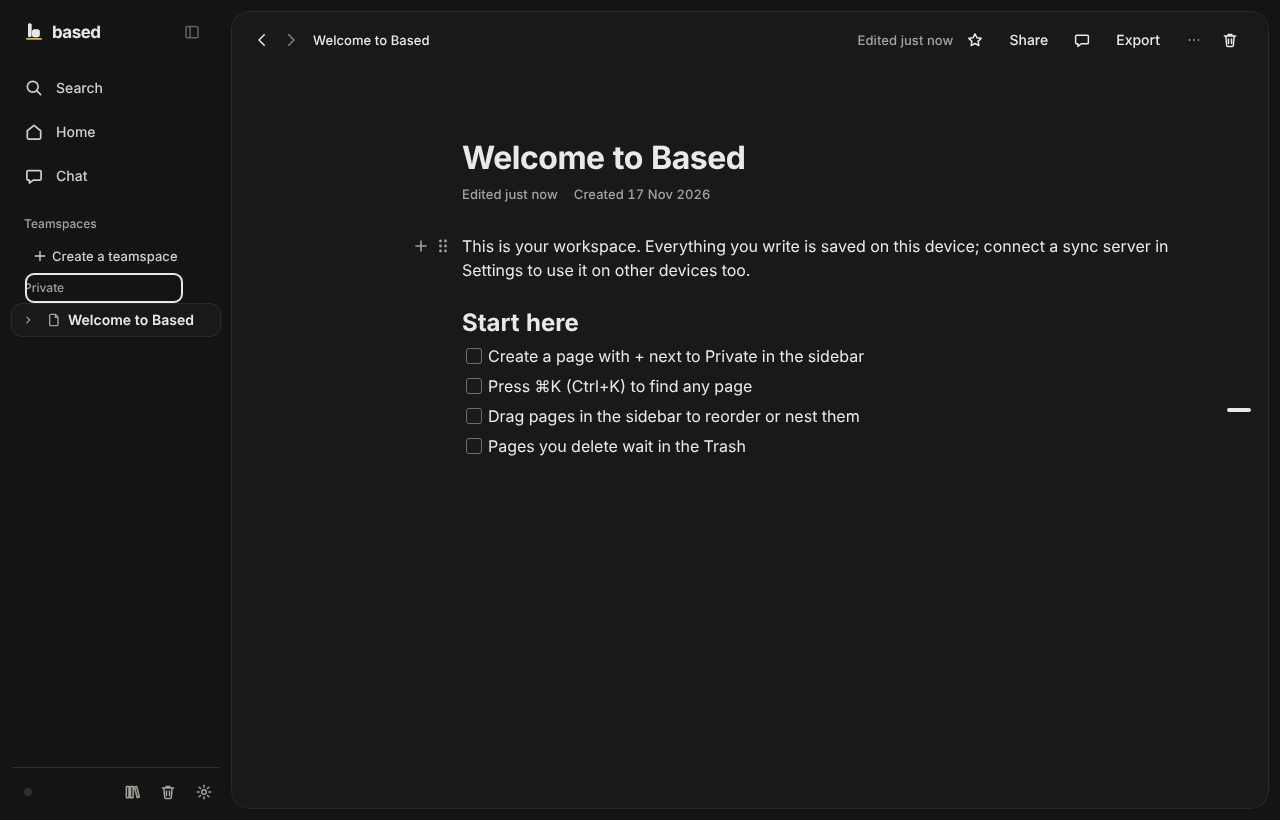 based
Search
Home
Chat
Teamspaces
Create a teamspace
Private
Welcome to Based
Welcome to Based
Edited just now
Share
Export
Welcome to Based
Edited just now Created 17 Nov 2026
This is your workspace. Everything you write is saved on this device; connect a sync server in
Settings to use it on other devices too.
Start here
Create a page with + next to Private in the sidebar
Press ⌘K (Ctrl+K) to find any page
Drag pages in the sidebar to reorder or nest them
Pages you delete wait in the Trash